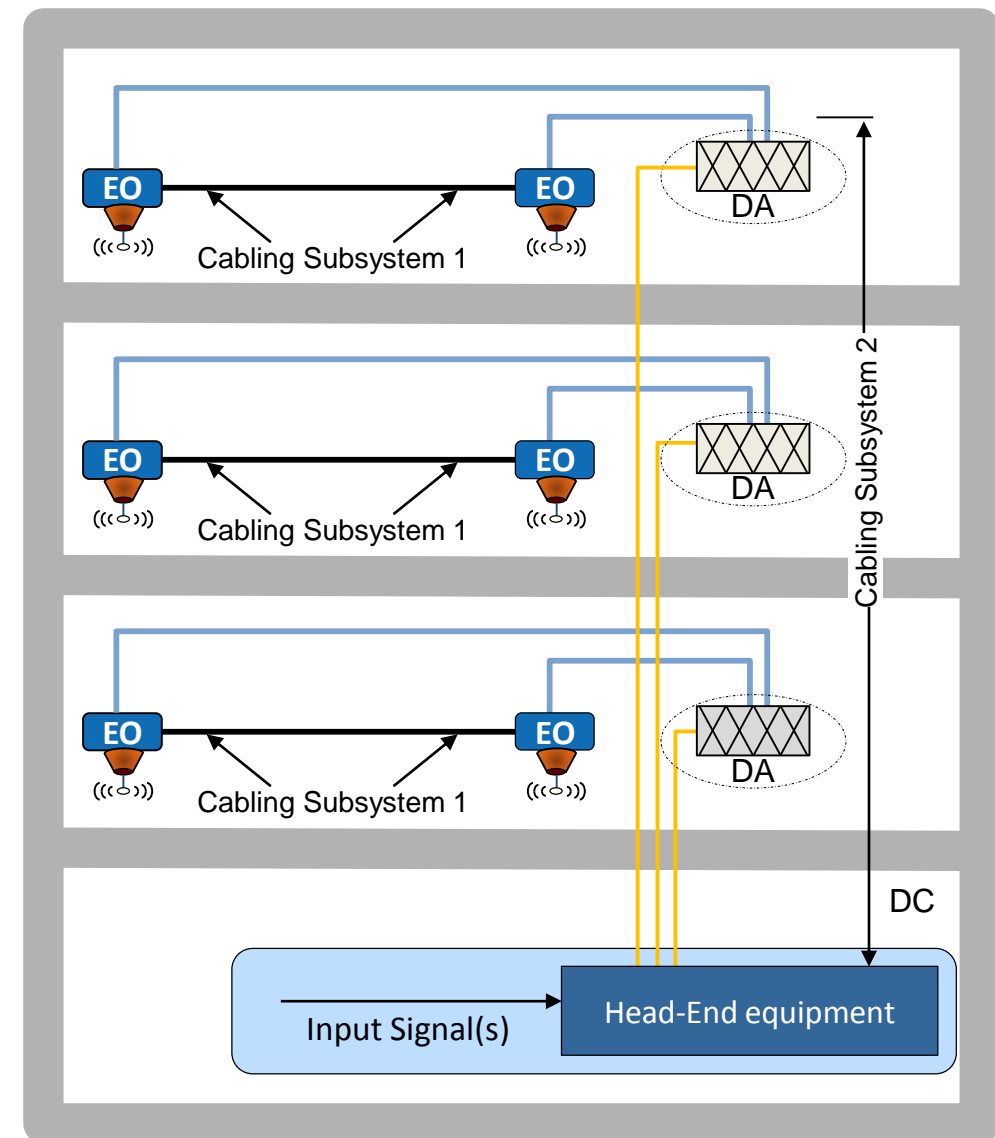 EO
EO
DA
Cabling Subsystem 1
EO
EO
DA
Cabling Subsystem 1
Cabling Subsystem 2
EO
EO
DA
Cabling Subsystem 1
DC
Head-End equipment
Input Signal(s)